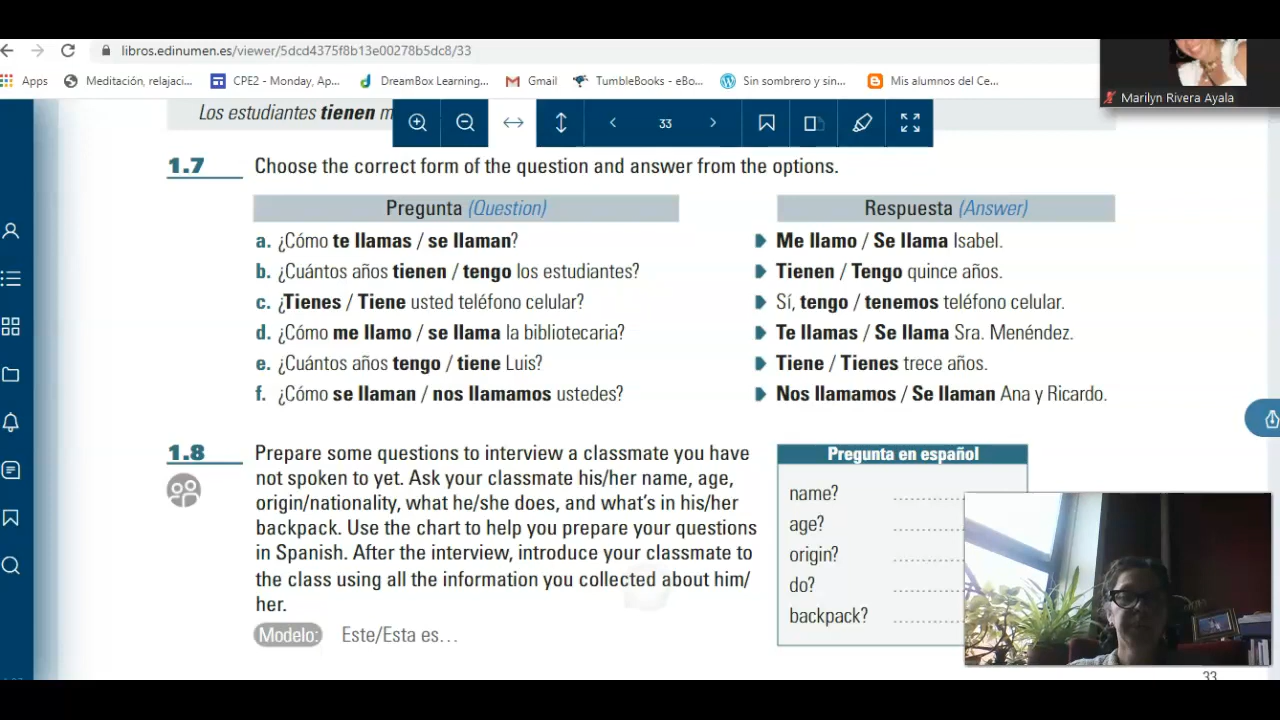 libros.edinumen.es/viewer/5dcd4375f8b13e00278b5dc8/33
Apps Meditación, relajaci... CPE2 - Monday, Ap... DreamBox Learning... Gmail TumbleBooks - eBo... Sin sombrero y sin... Mis alumnos del Ce...
Marilyn Rivera Ayala
Los estudiantes tienen m
33
1.7 Choose the correct form of the question and answer from the options.
Pregunta (Question) Respuesta (Answer)
a. ¿Cómo te llamas / se llaman? Me llamo / Se llama Isabel.
b. ¿Cuántos años tienen / tengo los estudiantes? Tienen / Tengo quince años.
c. ¿Tienes / Tiene usted teléfono celular? Sí, tengo / tenemos teléfono celular.
d. ¿Cómo me llamo / se llama la bibliotecaria? Te llamas / Se llama Sra. Menéndez.
e. ¿Cuántos años tengo / tiene Luis? Tiene / Tienes trece años.
f. ¿Cómo se llaman / nos llamamos ustedes? Nos llamamos / Se llaman Ana y Ricardo.
1.8 Prepare some questions to interview a classmate you have
not spoken to yet. Ask your classmate his/her name, age,
origin/nationality, what he/she does, and what's in his/her
backpack. Use the chart to help you prepare your questions
in Spanish. After the interview, introduce your classmate to
the class using all the information you collected about him/
her.
Modelo: Este/Esta es…
Pregunta en español
name? ....................
age? ....................
origin? ....................
do? ....................
backpack? ....................
33